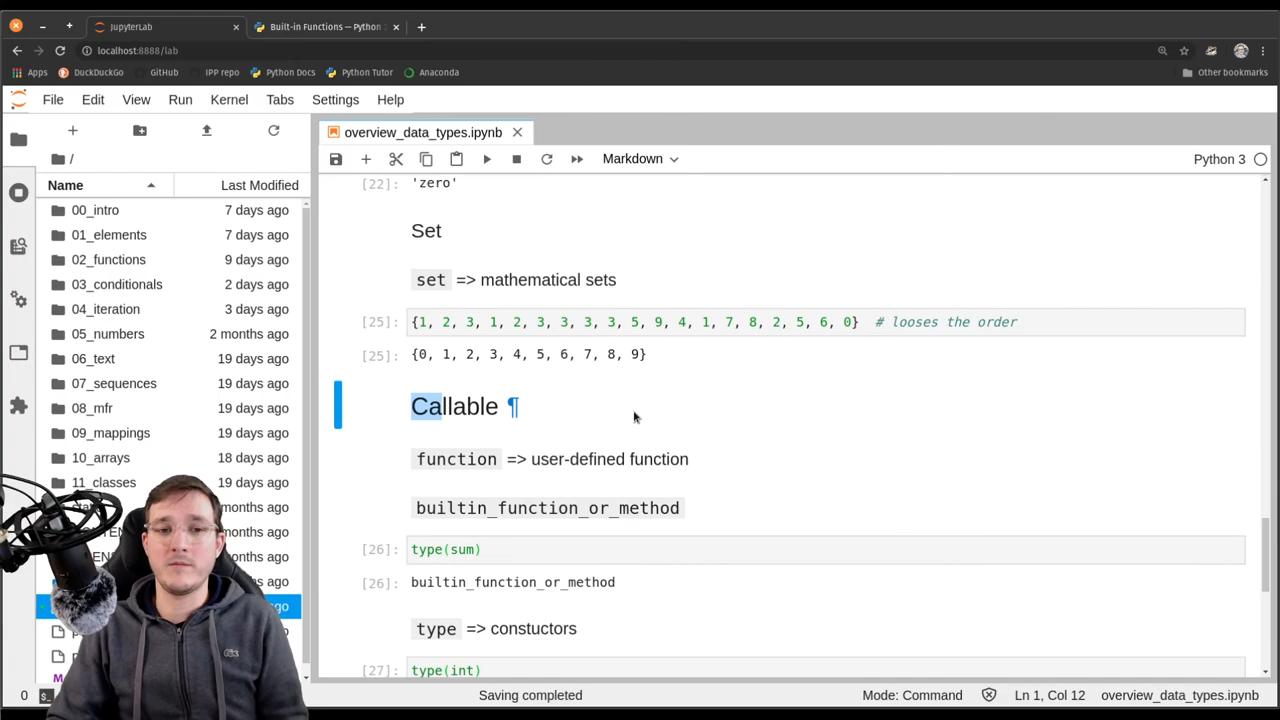 JupyterLab
Built-in Functions — Python
localhost:8888/lab
Apps DuckDuckGo GitHub IPP repo Python Docs Python Tutor Anaconda Other bookmarks
File Edit View Run Kernel Tabs Settings Help
overview_data_types.ipynb
/
Markdown
Python 3
Name Last Modified
00_intro 7 days ago
01_elements 7 days ago
02_functions 9 days ago
03_conditionals 2 days ago
04_iteration 3 days ago
05_numbers 2 months ago
06_text 19 days ago
07_sequences 19 days ago
08_mfr 19 days ago
09_mappings 19 days ago
10_arrays 18 days ago
11_classes 19 days ago
months ago
months ago
months ago
ago
[22]: 'zero'
Set
set => mathematical sets
[25]: {1, 2, 3, 1, 2, 3, 3, 3, 3, 5, 9, 4, 1, 7, 8, 2, 5, 6, 0} # looses the order
[25]: {0, 1, 2, 3, 4, 5, 6, 7, 8, 9}
Callable ¶
function => user-defined function
builtin_function_or_method
[26]: type(sum)
[26]: builtin_function_or_method
type => constuctors
[27]: type(int)
0 $_ Saving completed Mode: Command Ln 1, Col 12 overview_data_types.ipynb